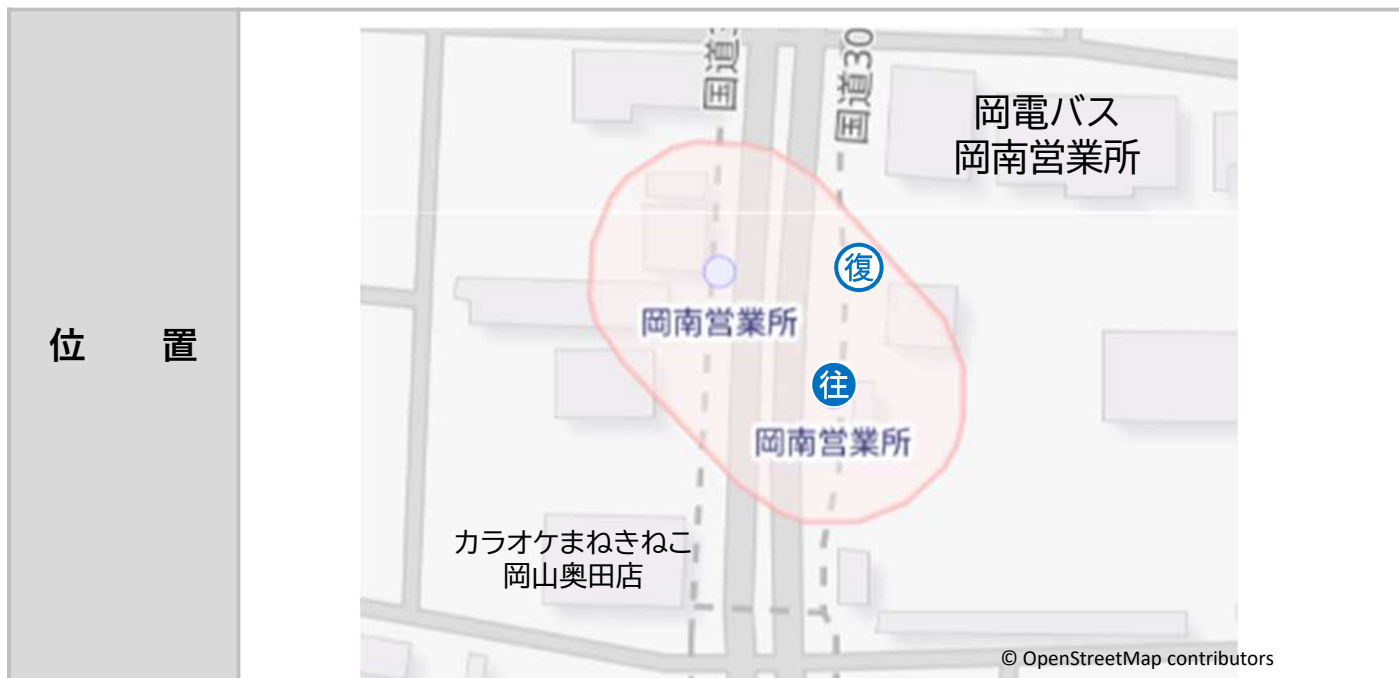 位　置
国道3
国道30
岡電バス
岡南営業所
復
岡南営業所
往
岡南営業所
カラオケまねきねこ
岡山奥田店
© OpenStreetMap contributors